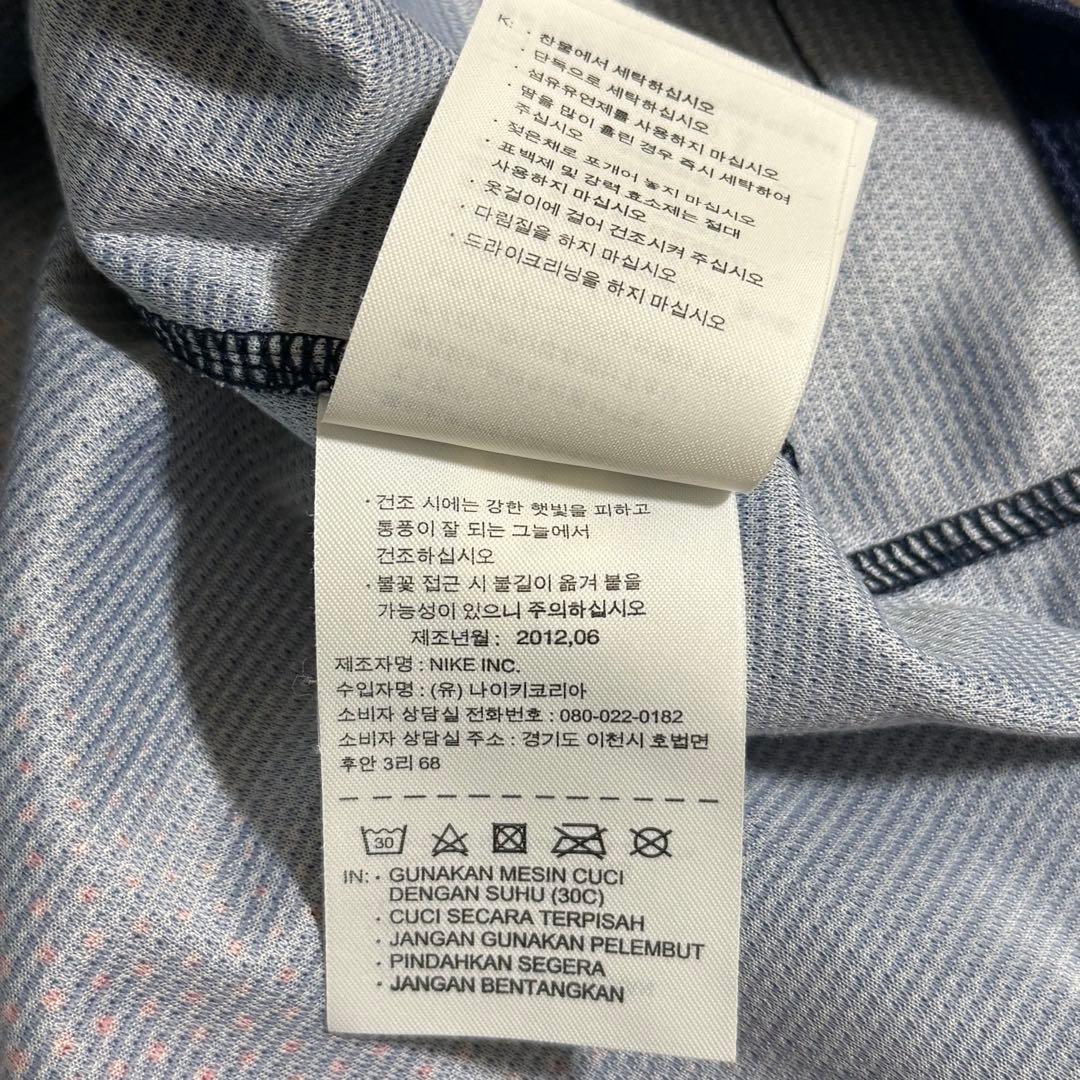 K: · 찬물에서 세탁하십시오
· 단독으로 세탁하십시오
· 섬유유연제를 사용하지 마십시오
· 땀을 많이 흘린 경우 즉시 세탁하여
주십시오
· 젖은채로 포개어 놓지 마십시오
· 표백제 및 강력 효소제는 절대
사용하지 마십시오
· 옷걸이에 걸어 건조시켜 주십시오
· 다림질을 하지 마십시오
· 드라이크리닝을 하지 마십시오
· 건조 시에는 강한 햇빛을 피하고
통풍이 잘 되는 그늘에서
건조하십시오
· 불꽃 접근 시 불길이 옮겨 붙을
가능성이 있으니 주의하십시오
제조년월 : 2012,06
제조자명 : NIKE INC.
수입자명 : (유) 나이키코리아
소비자 상담실 전화번호 : 080-022-0182
소비자 상담실 주소 : 경기도 이천시 호법면
후안 3리 68
30
IN: · GUNAKAN MESIN CUCI
DENGAN SUHU (30C)
· CUCI SECARA TERPISAH
· JANGAN GUNAKAN PELEMBUT
· PINDAHKAN SEGERA
· JANGAN BENTANGKAN